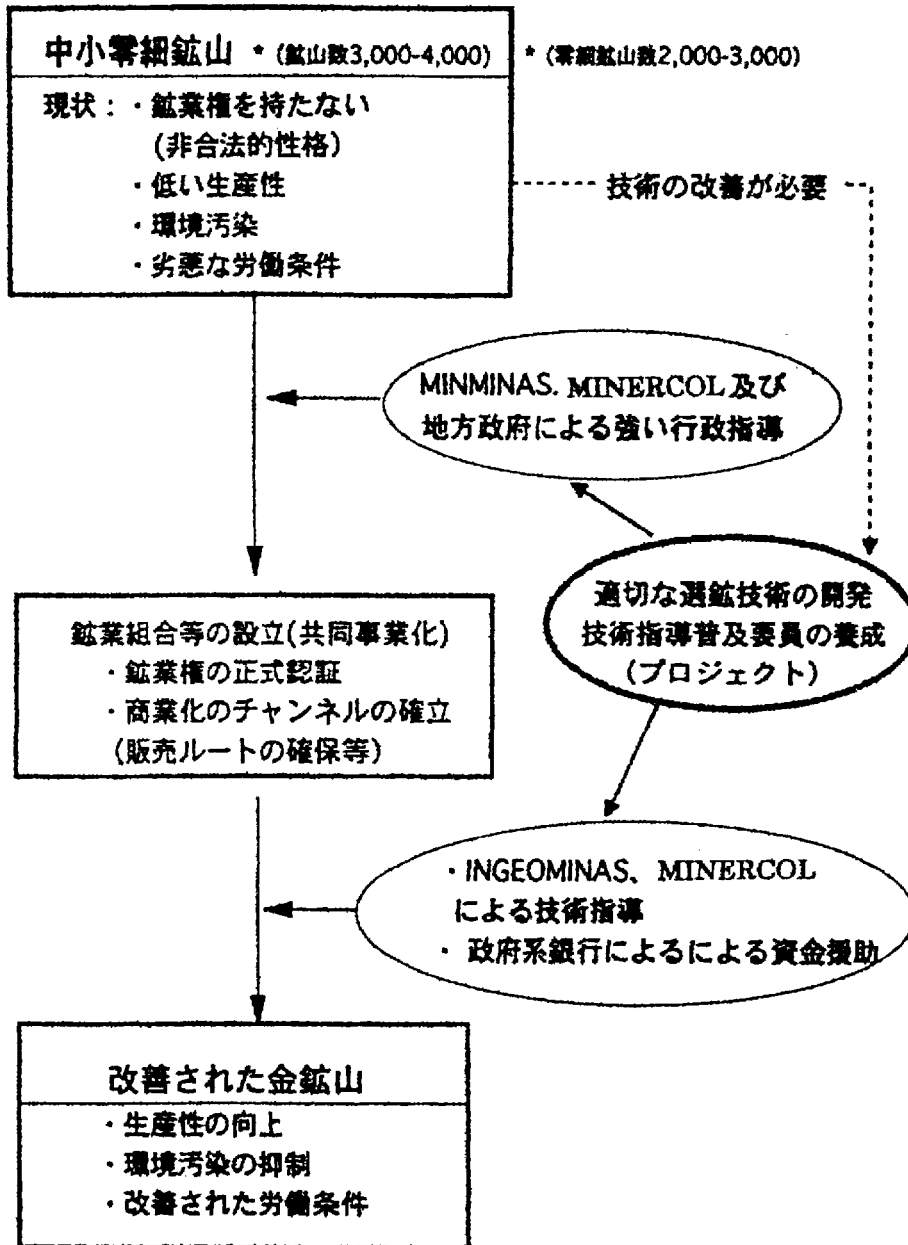 中小零細鉱山 *(鉱山数3,000-4,000) *(零細鉱山数2,000-3,000)
現状：・鉱業権を持たない
(非合法的性格)
・低い生産性
・環境汚染
・劣悪な労働条件
技術の改善が必要
MINMINAS. MINERCOL及び
地方政府による強い行政指導
適切な選鉱技術の開発
技術指導普及要員の養成
(プロジェクト)
鉱業組合等の設立(共同事業化)
・鉱業権の正式認証
・商業化のチャンネルの確立
(販売ルートの確保等)
・INGEOMINAS、MINERCOL
による技術指導
・政府系銀行によるによる資金援助
改善された金鉱山
・生産性の向上
・環境汚染の抑制
・改善された労働条件